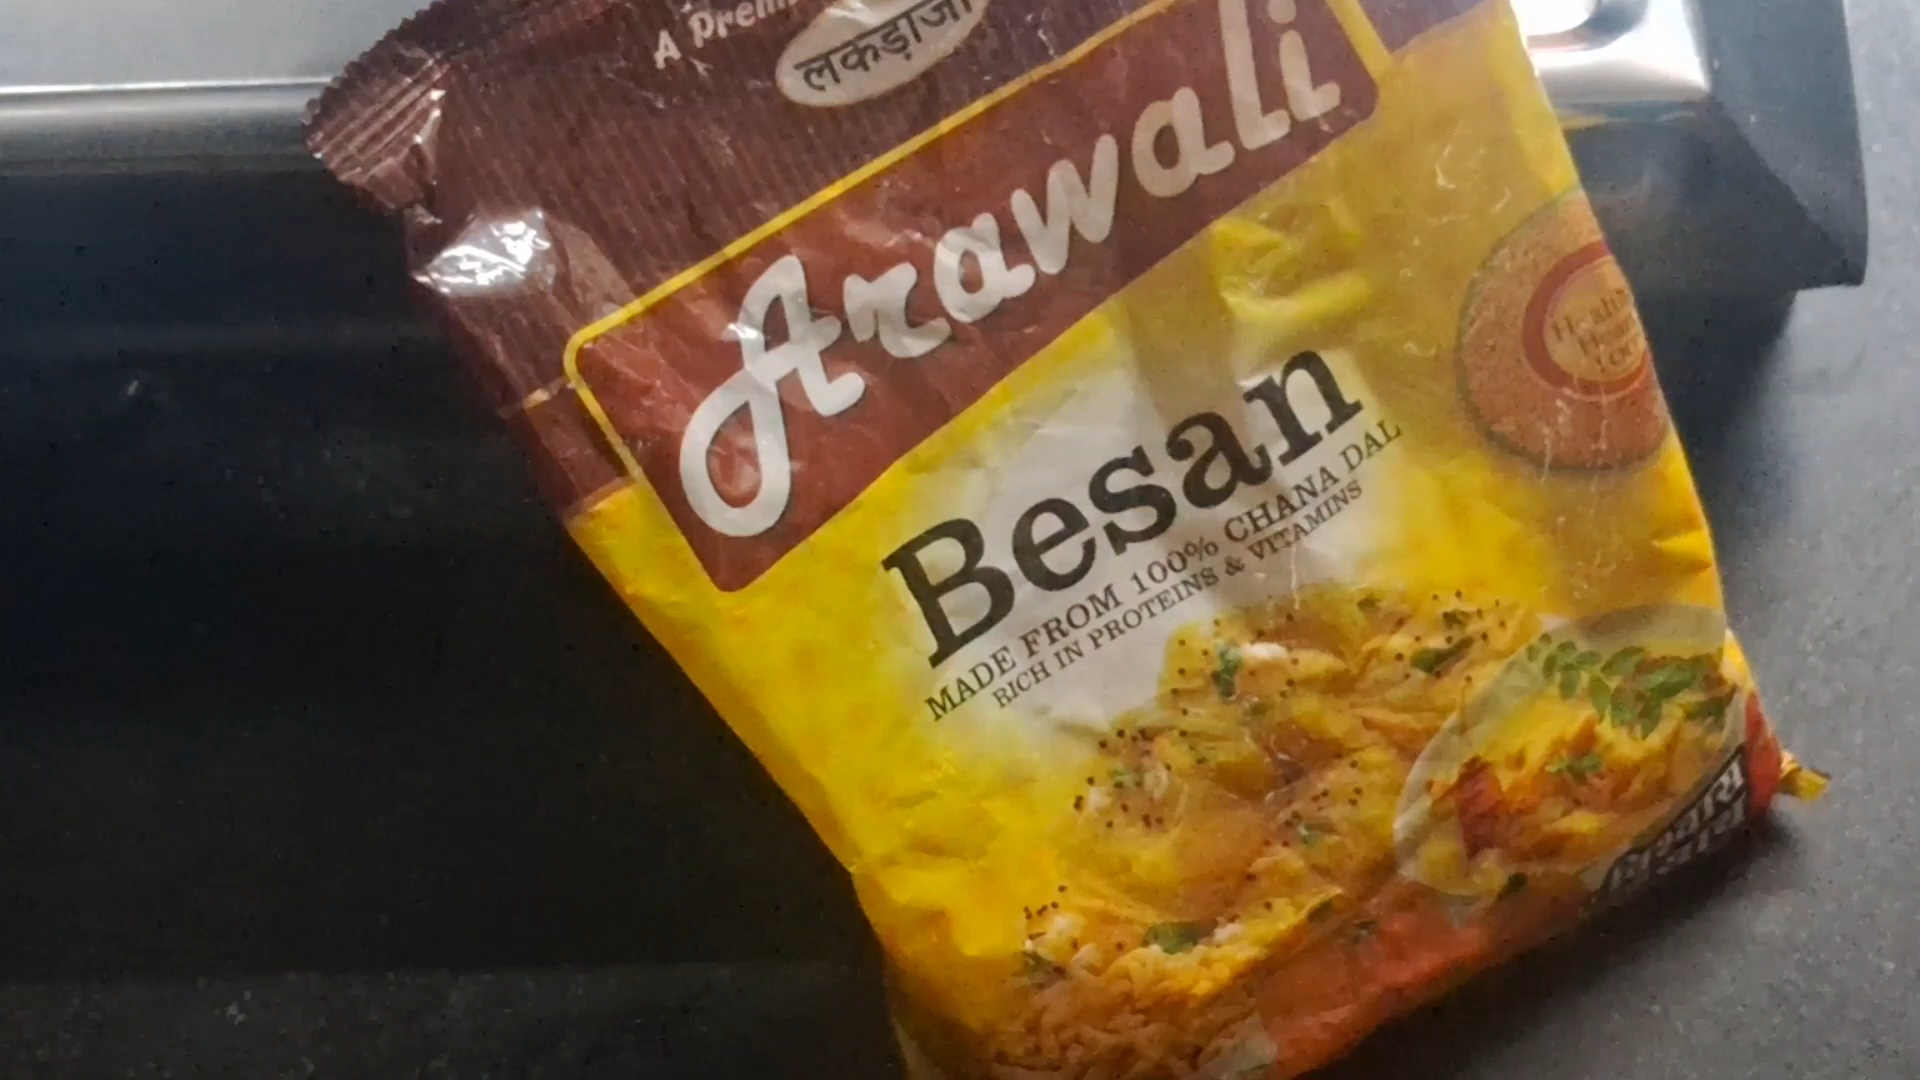 A
लकड़ाजी
Arawali
Besan
MADE FROM 100% CHANA DAL
RICH IN PROTEINS & VITAMINS